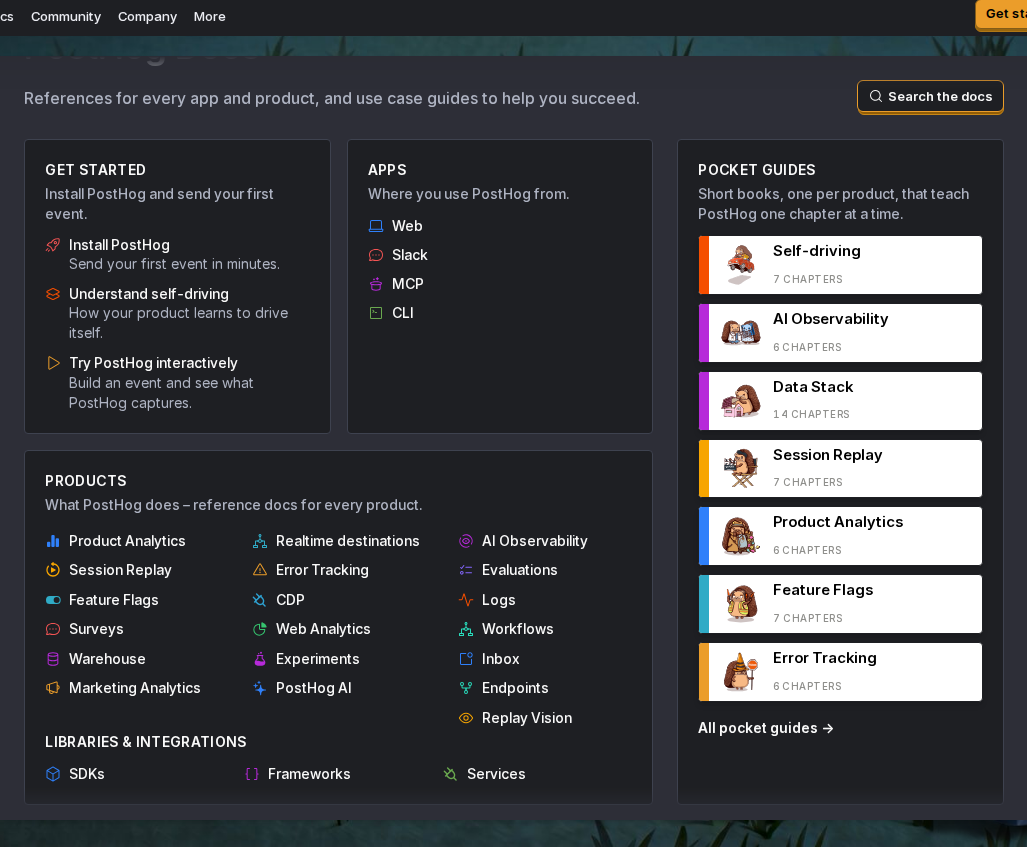 Community Company More
References for every app and product, and use case guides to help you succeed.
Search the docs
GET STARTED
Install PostHog and send your first
event.
Install PostHog
Send your first event in minutes.
Understand self-driving
How your product learns to drive
itself.
Try PostHog interactively
Build an event and see what
PostHog captures.
APPS
Where you use PostHog from.
Web
Slack
MCP
CLI
PRODUCTS
What PostHog does – reference docs for every product.
Product Analytics
Session Replay
Feature Flags
Surveys
Warehouse
Marketing Analytics
Realtime destinations
Error Tracking
CDP
Web Analytics
Experiments
PostHog AI
AI Observability
Evaluations
Logs
Workflows
Inbox
Endpoints
Replay Vision
LIBRARIES & INTEGRATIONS
SDKs
Frameworks
Services
POCKET GUIDES
Short books, one per product, that teach
PostHog one chapter at a time.
Self-driving
7 CHAPTERS
AI Observability
6 CHAPTERS
Data Stack
14 CHAPTERS
Session Replay
7 CHAPTERS
Product Analytics
6 CHAPTERS
Feature Flags
7 CHAPTERS
Error Tracking
6 CHAPTERS
All pocket guides →